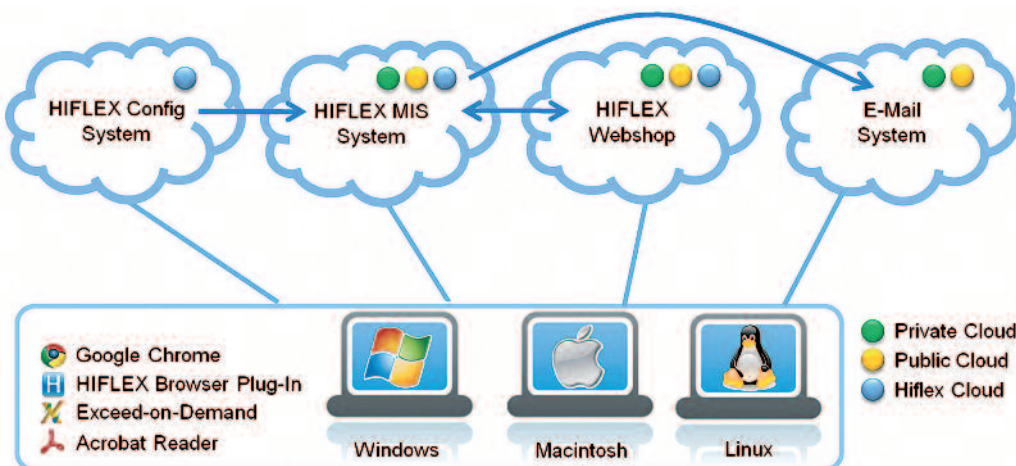 HIFLEX Config
System
HIFLEX MIS
System
HIFLEX
Webshop
E-Mail
System
Google Chrome
H
HIFLEX Browser Plug-In
Exceed-on-Demand
Acrobat Reader
Windows
Macintosh
Linux
Private Cloud
Public Cloud
Hiflex Cloud